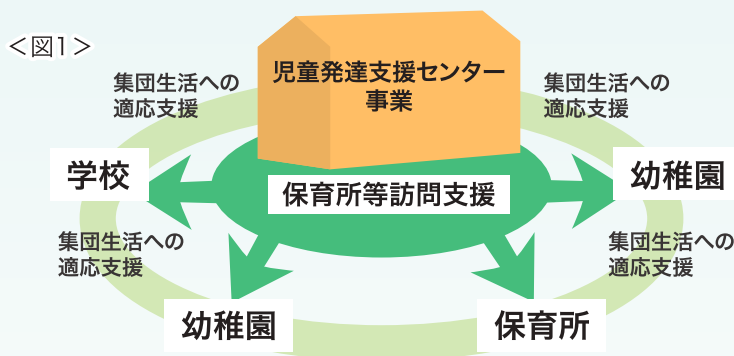 ＜図1＞
児童発達支援センター
事業
集団生活への
適応支援
集団生活への
適応支援
学校
保育所等訪問支援
幼稚園
集団生活への
適応支援
集団生活への
適応支援
幼稚園
保育所